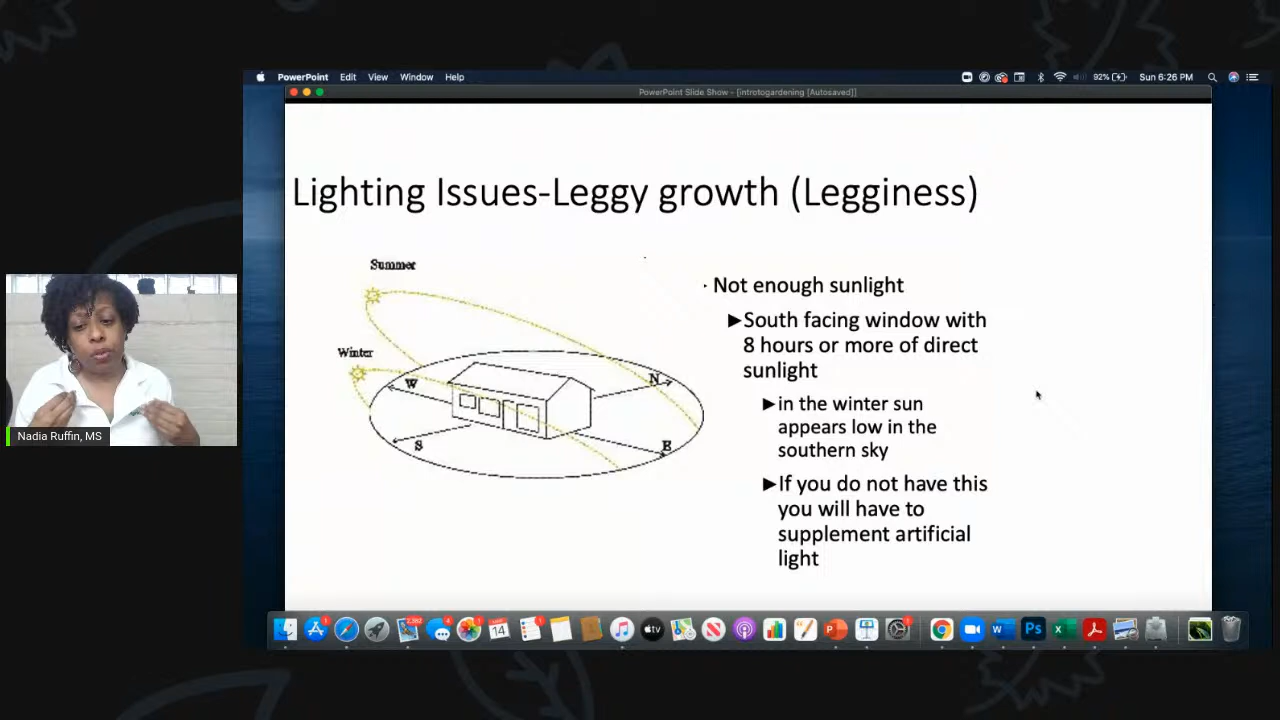 PowerPoint Edit View Window Help
92% Sun 6:26 PM
PowerPoint Slide Show - [introtogardening [Autosaved]]
Lighting Issues-Leggy growth (Legginess)
Summer
Winter
W
N
S
E
Not enough sunlight
South facing window with
8 hours or more of direct
sunlight
in the winter sun
appears low in the
southern sky
If you do not have this
you will have to
supplement artificial
light
Nadia Ruffin, MS
14
tv
W
Ps
X